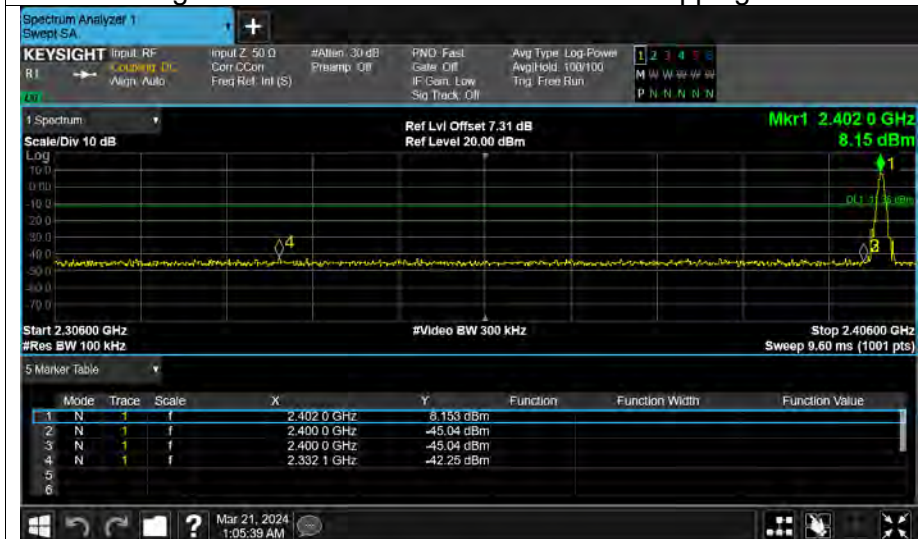 Spectrum Analyzer 1
Swept SA
+
KEYSIGHT Input: RF Input Z: 50 Ω #Atten: 30 dB PNO: Fast Avg Type: Log-Power 1 2 3 4 5 6
R1 Coupling: DC Corr CCorr Preamp: Off Gate: Off Avg|Hold: 100/100 M W W W W W
Align: Auto Freq Ref: Int (S) IF Gain: Low Trig: Free Run P N N N N N
Sig Track: Off
1 Spectrum Ref Lvl Offset 7.31 dB Mkr1 2.402 0 GHz
Scale/Div 10 dB Ref Level 20.00 dBm 8.15 dBm
Log
1
10.0
0.00
-10.0
-20.0
-30.0
4
-40.0
-50.0
-70.0
Start 2.30600 GHz #Video BW 300 kHz Stop 2.40600 GHz
#Res BW 100 kHz Sweep 9.60 ms (1001 pts)
5 Marker Table
Mode Trace Scale X Y Function Function Width Function Value
1 N 1 f 2.402 0 GHz 8.153 dBm
2 N 1 f 2.400 0 GHz -45.04 dBm
3 N 1 f 2.400 0 GHz -45.04 dBm
4 N 1 f 2.332 1 GHz -42.25 dBm
5
6
? Mar 21, 2024
1:05:39 AM